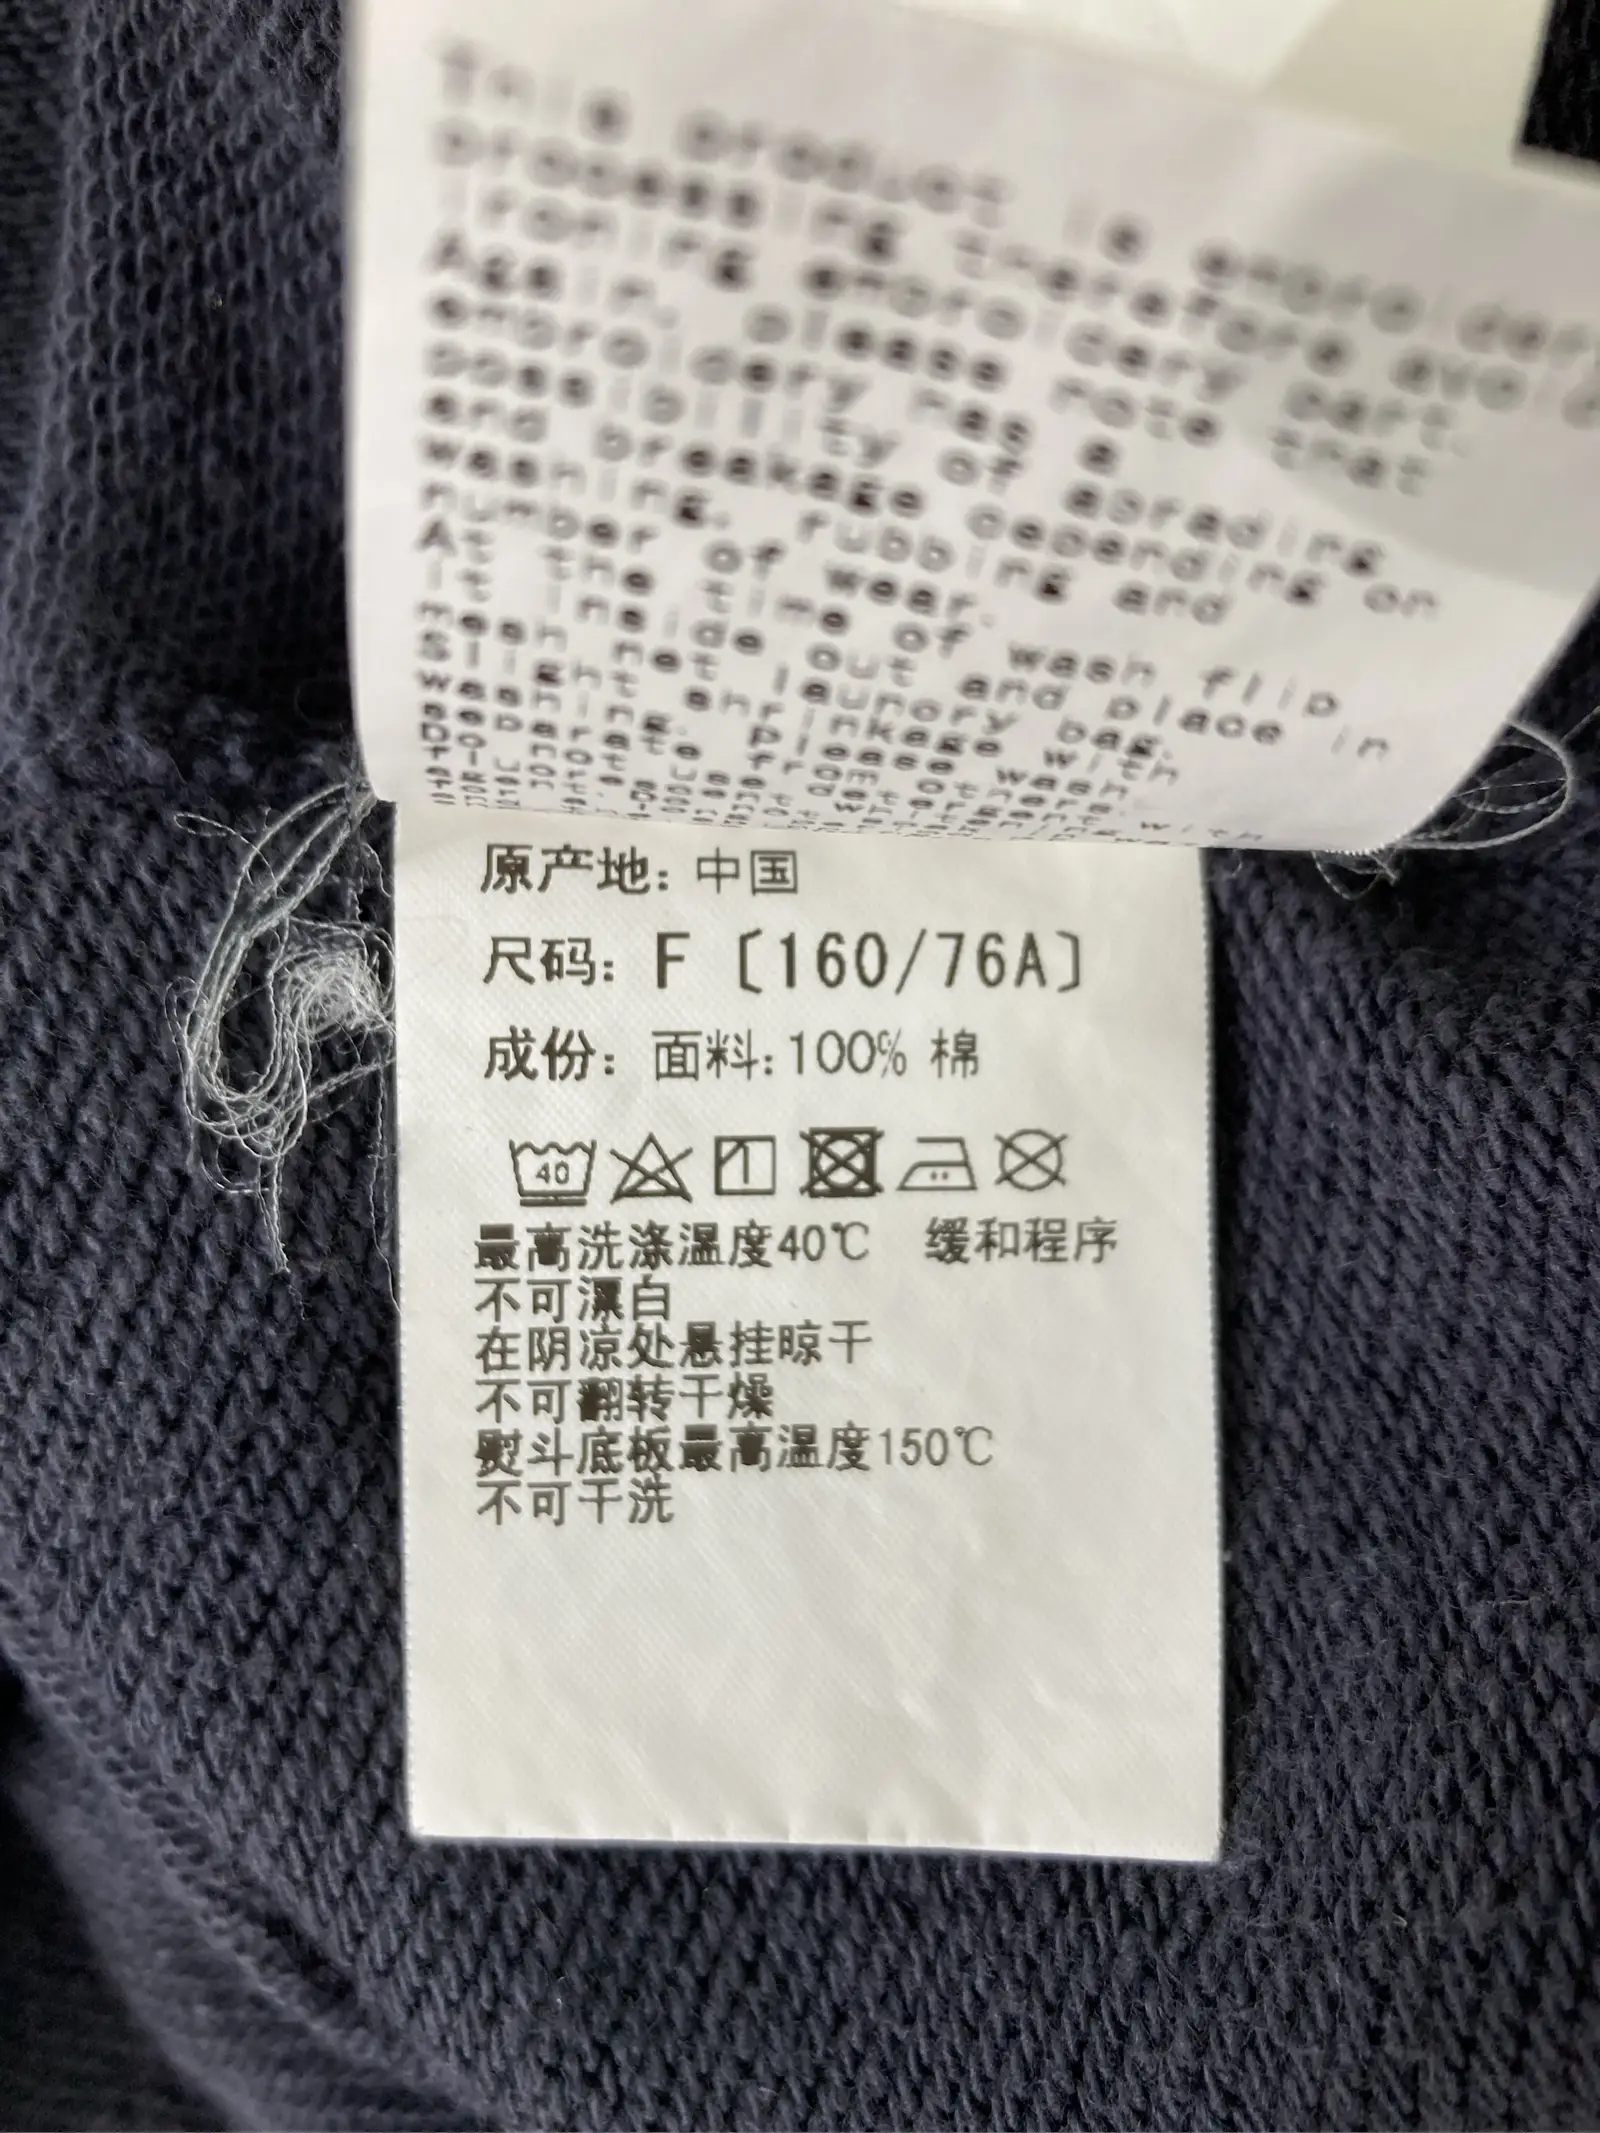 This product is embroidery
processing therefore avoid
ironing embroidery part.
Again, please note that
embroidery has a
possibility of abrading
and breakage depending on
washing, rubbing and
number of wear.
At the time of wash flip
it inside out and place in
mesh net laundry bag.
Slight shrinkage with
washing. please wash
separate from others.
Do not use detergent with
原产地: 中国
尺码: F〔160/76A〕
成份: 面料:100% 棉
40
最高洗涤温度40℃ 缓和程序
不可漂白
在阴凉处悬挂晾干
不可翻转干燥
熨斗底板最高温度150℃
不可干洗